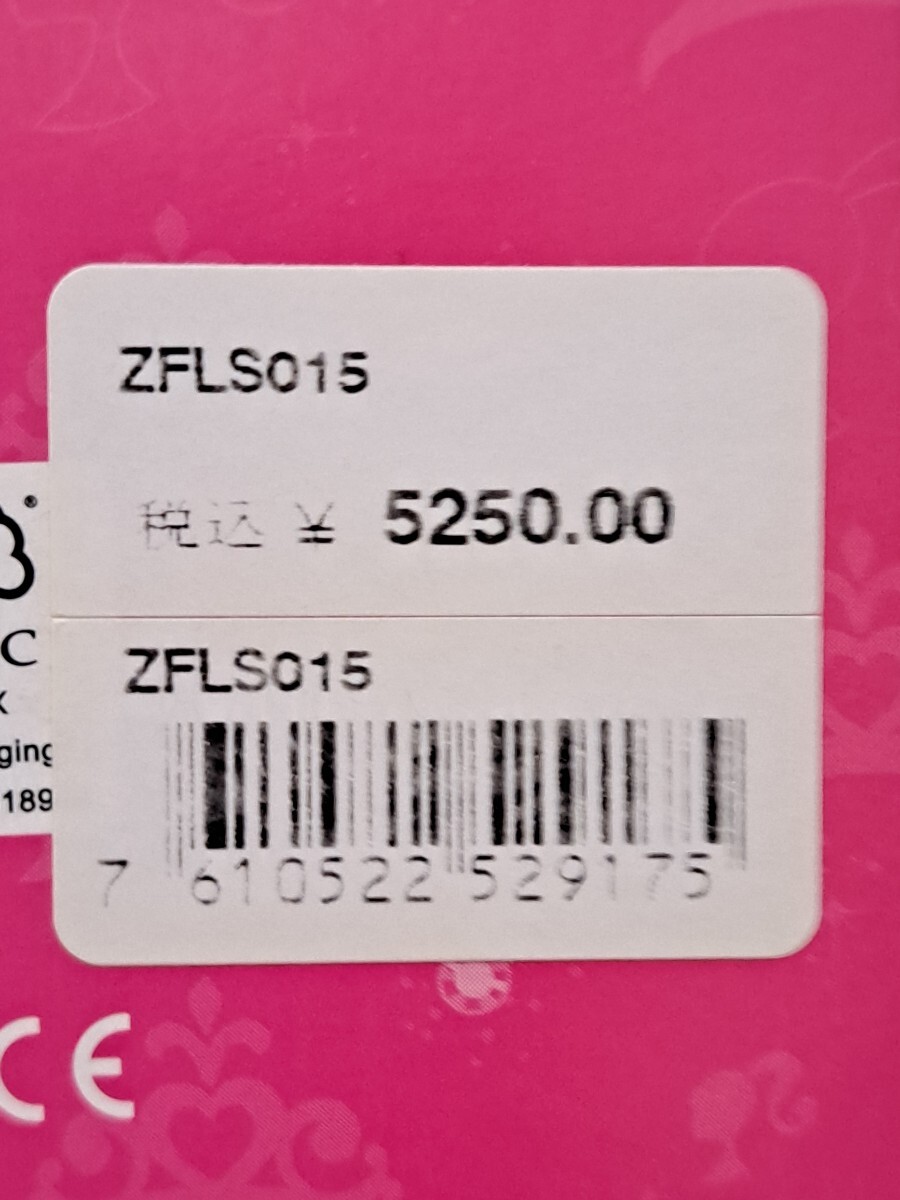 ZFLS015
税込 ¥ 5250.00
ZFLS015
7 610522 529175
®
C
ging
189
CE